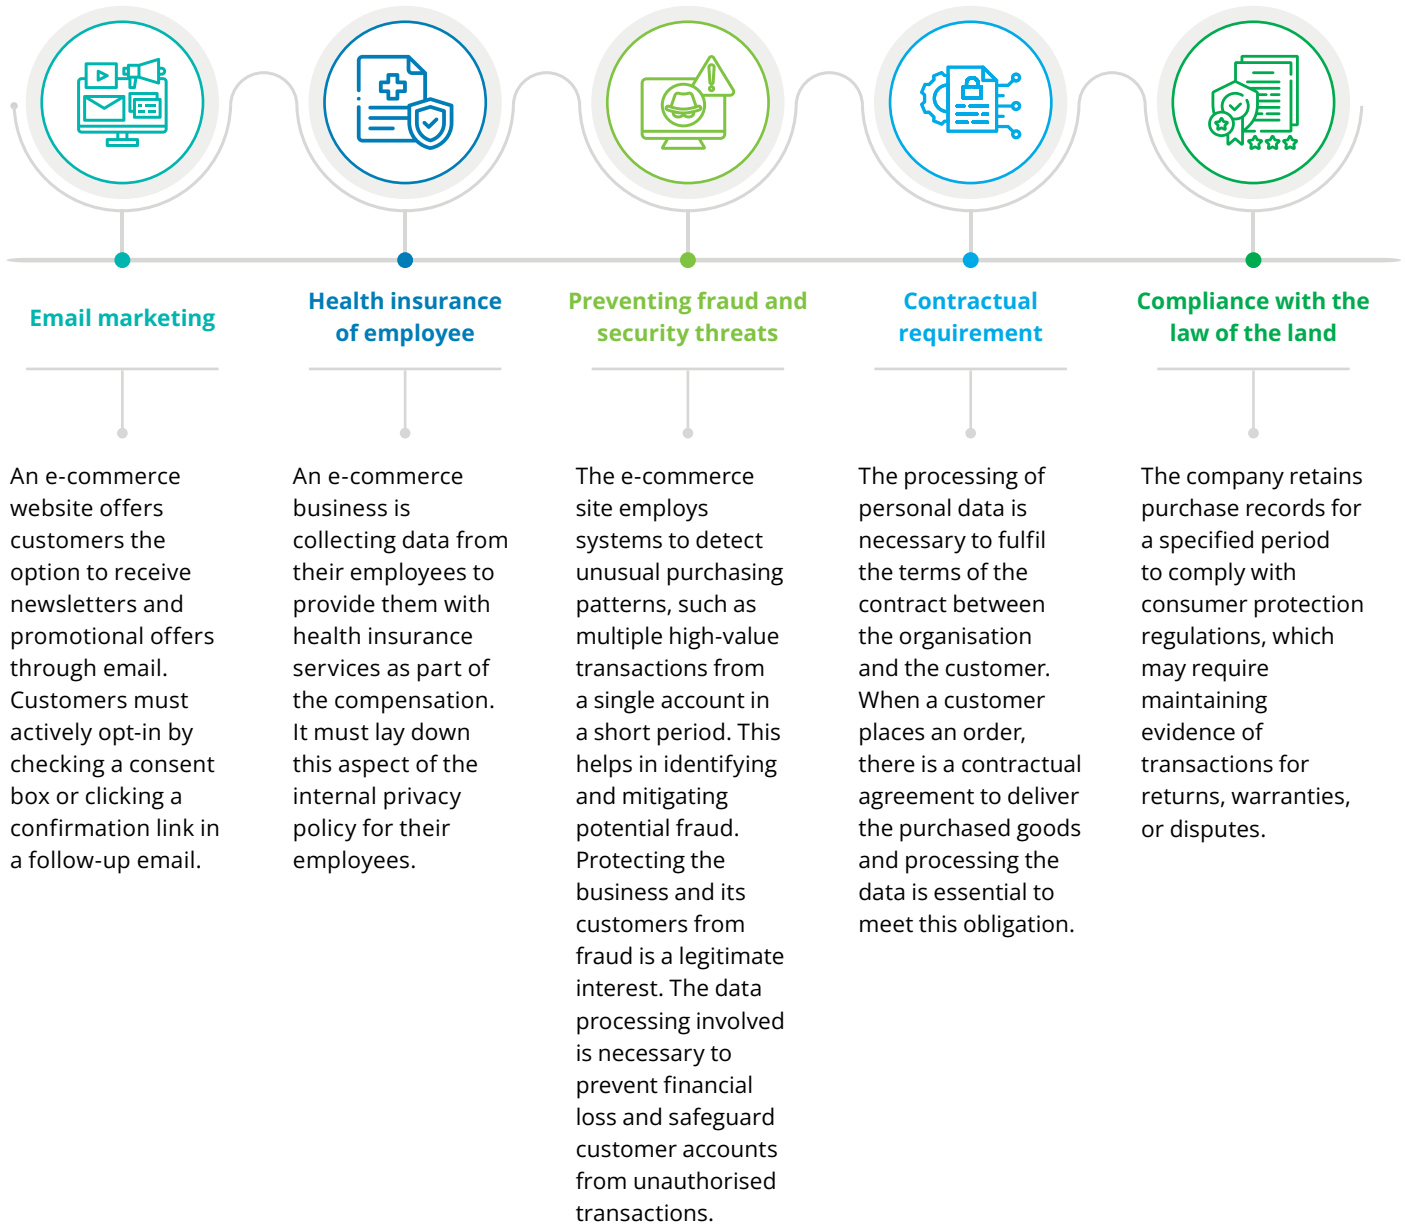 Email marketing
An e-commerce
website offers
customers the
option to receive
newsletters and
promotional offers
through email.
Customers must
actively opt-in by
checking a consent
box or clicking a
confirmation link in
a follow-up email.
Health insurance
of employee
An e-commerce
business is
collecting data from
their employees to
provide them with
health insurance
services as part of
the compensation.
It must lay down
this aspect of the
internal privacy
policy for their
employees.
Preventing fraud and
security threats
The e-commerce
site employs
systems to detect
unusual purchasing
patterns, such as
multiple high-value
transactions from
a single account in
a short period. This
helps in identifying
and mitigating
potential fraud.
Protecting the
business and its
customers from
fraud is a legitimate
interest. The data
processing involved
is necessary to
prevent financial
loss and safeguard
customer accounts
from unauthorised
transactions.
Contractual
requirement
The processing of
personal data is
necessary to fulfil
the terms of the
contract between
the organisation
and the customer.
When a customer
places an order,
there is a contractual
agreement to deliver
the purchased goods
and processing the
data is essential to
meet this obligation.
Compliance with the
law of the land
The company retains
purchase records for
a specified period
to comply with
consumer protection
regulations, which
may require
maintaining
evidence of
transactions for
returns, warranties,
or disputes.